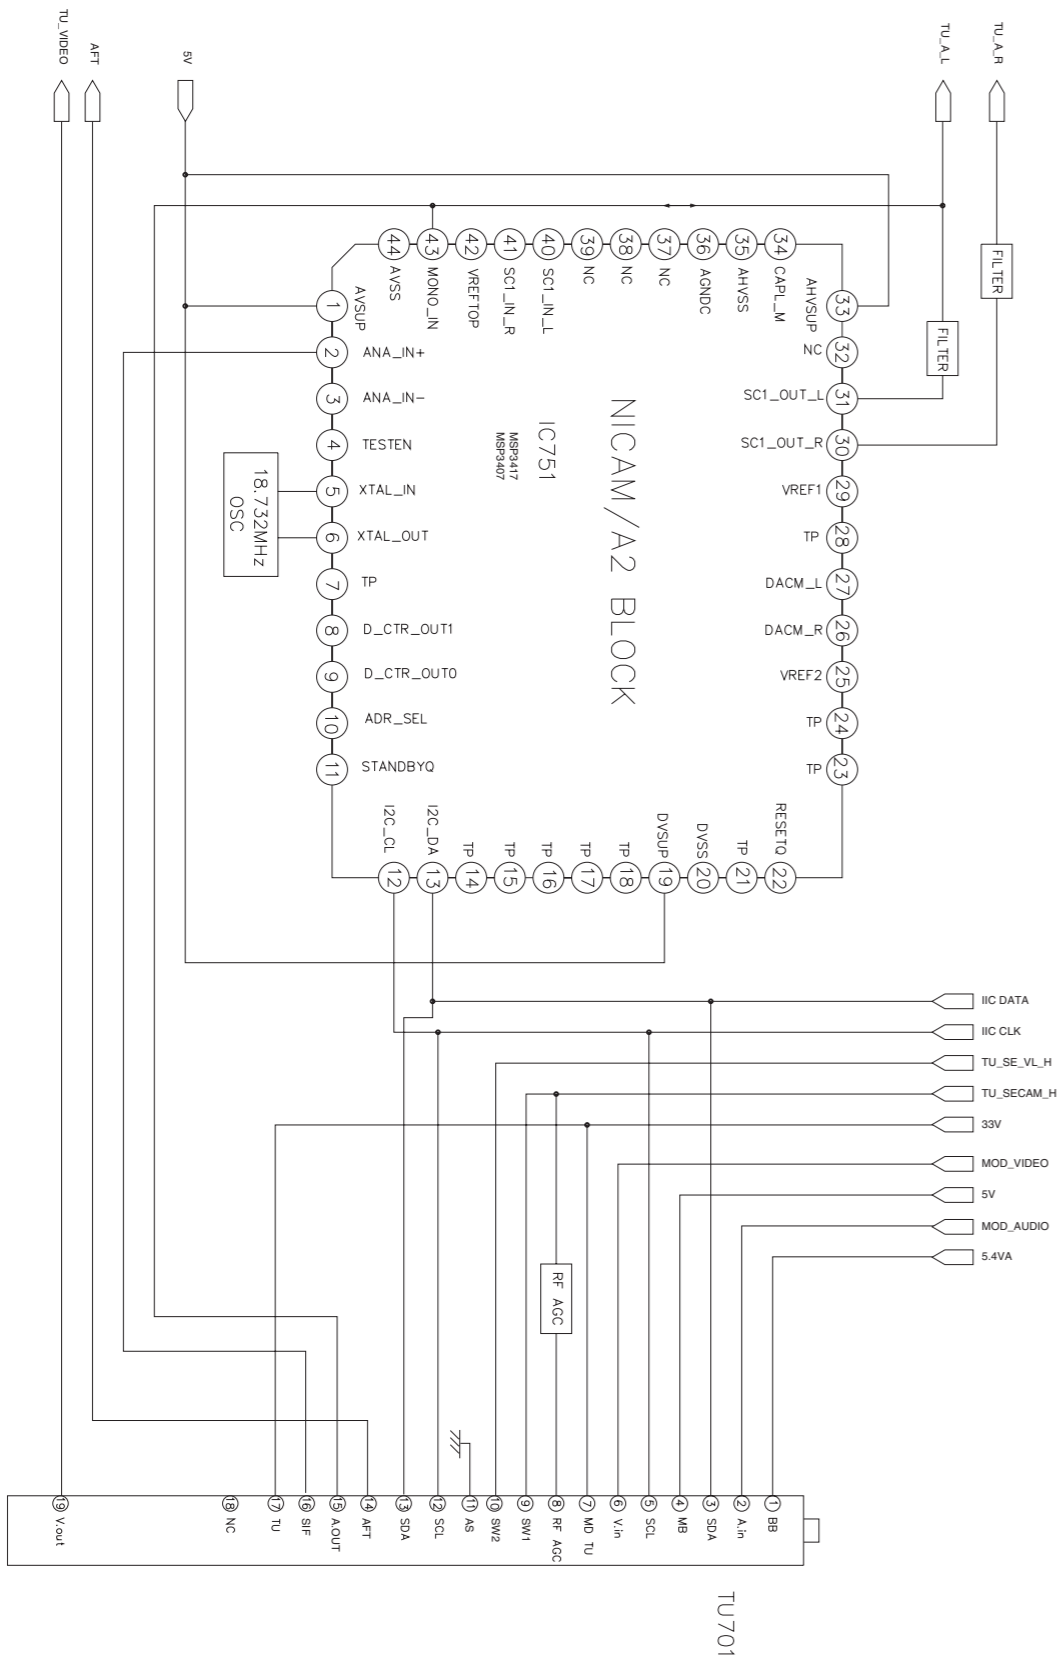 TU_VIDEO
AFT
5V
TU_A_L
TU_A_R
FILTER
FILTER
44 AVSS
43 MONO_IN
42 VREFTOP
41 SC1_IN_R
40 SC1_IN_L
39 NC
38 NC
37 NC
36 AGNDC
35 AHVSS
34 CAPL_M
1 AVSUP
2 ANA_IN+
3 ANA_IN-
4 TESTEN
5 XTAL_IN
6 XTAL_OUT
7 TP
8 D_CTR_OUT1
9 D_CTR_OUT0
10 ADR_SEL
11 STANDBYQ
18.732MHz
OSC
NICAM/A2 BLOCK
IC751
MSP3417
MSP3407
AHVSUP 33
NC 32
SC1_OUT_L 31
SC1_OUT_R 30
VREF1 29
TP 28
DACM_L 27
DACM_R 26
VREF2 25
TP 24
TP 23
I2C_CL 12
I2C_DA 13
TP 14
TP 15
TP 16
TP 17
TP 18
DVSUP 19
DVSS 20
TP 21
RESETQ 22
IIC DATA
IIC CLK
TU_SE_VL_H
TU_SECAM_H
33V
MOD_VIDEO
5V
MOD_AUDIO
5.4VA
RF AGC
19 V.out
18 NC
17 TU
16 SIF
15 A.OUT
14 AFT
13 SDA
12 SCL
11 AS
10 SW2
9 SW1
8 RF AGC
7 MD TU
6 V.in
5 SCL
4 MB
3 SDA
2 A.in
1 BB
TU701